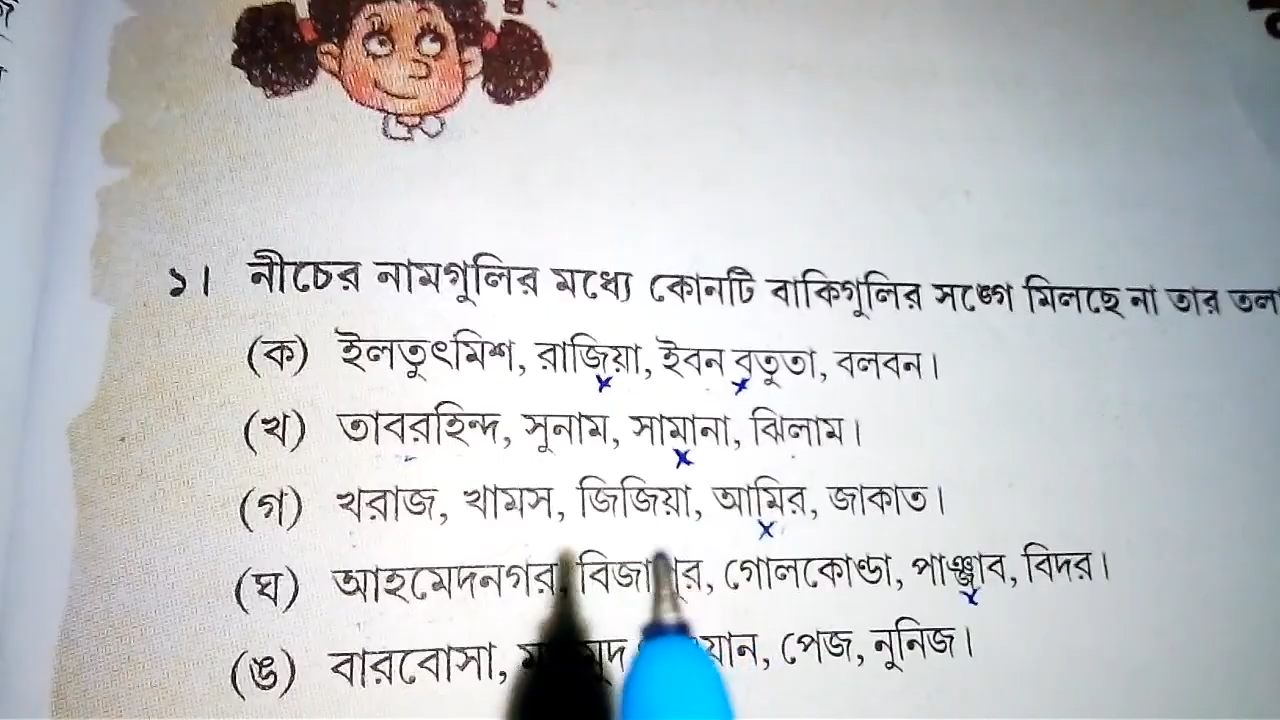 ১। নীচের নামগুলির মধ্যে কোনটি বাকিগুলির সঙ্গে মিলছে না তার তল
(ক) ইলতুৎমিশ, রাজিয়া, ইবন বতুতা, বলবন।
(খ) তাবরহিন্দ, সুনাম, সামানা, ঝিলাম।
(গ) খরাজ, খামস, জিজিয়া, আমির, জাকাত।
(ঘ) আহমেদনগর, গোলকোণ্ডা, পাঞ্জাব, বিদর।
(ঙ) বারবোসা, পেজ, নুনিজ।